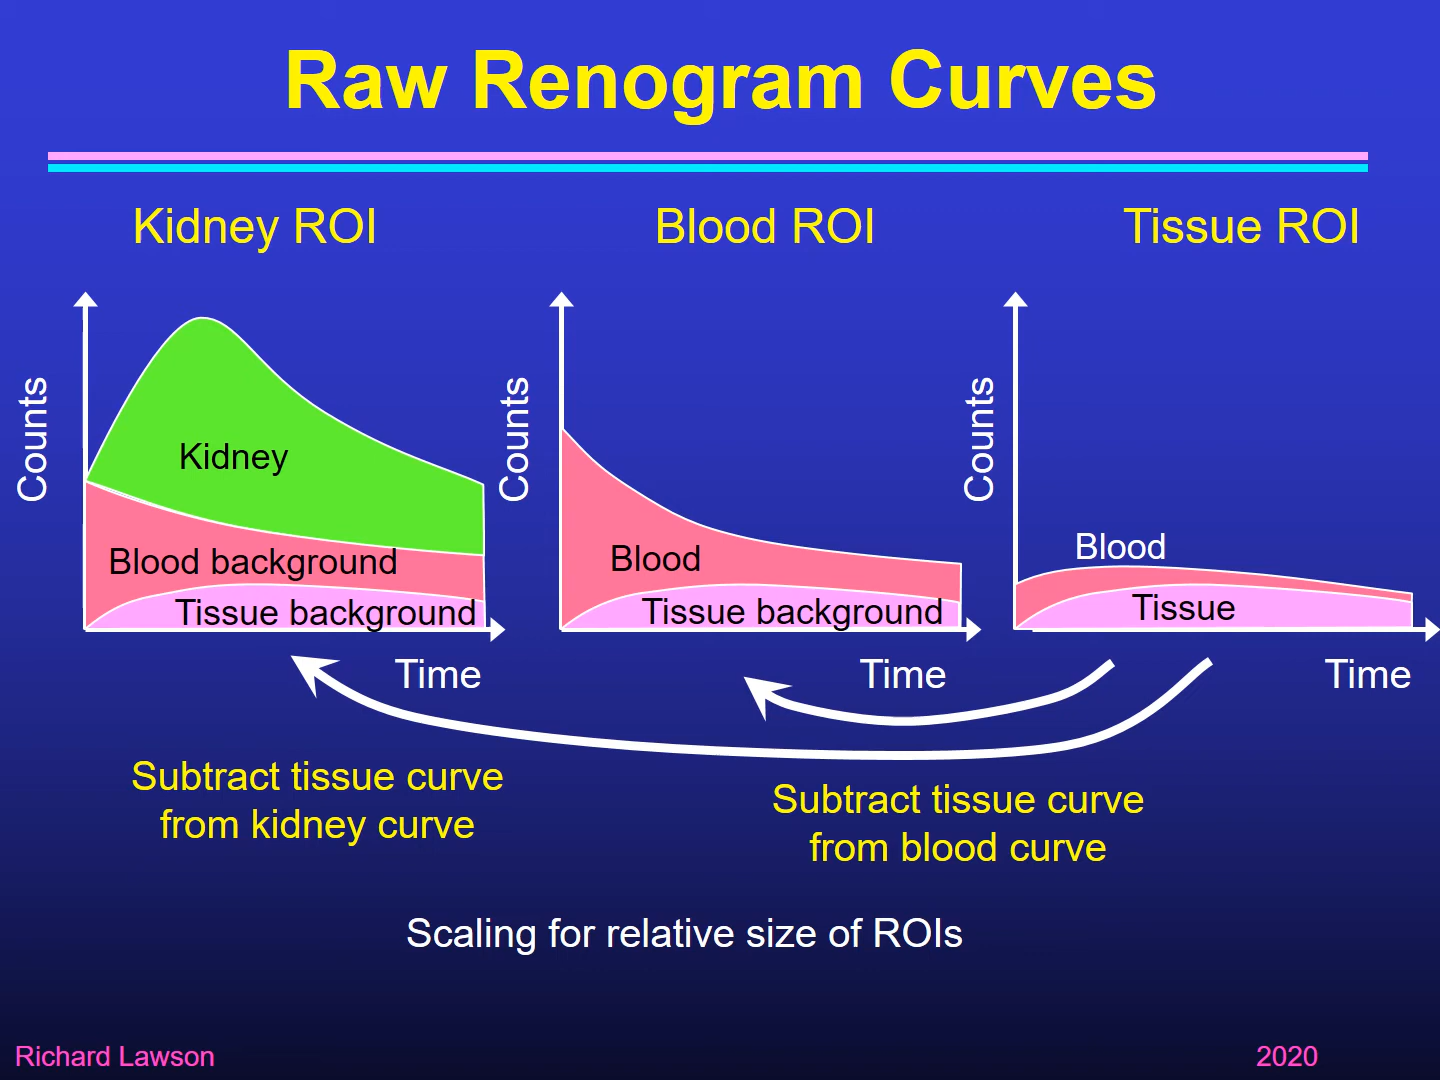 Raw Renogram Curves
Kidney ROI
Blood ROI
Tissue ROI
Counts
Kidney
Blood background
Tissue background
Time
Counts
Blood
Tissue background
Time
Counts
Blood
Tissue
Time
Subtract tissue curve
from kidney curve
Subtract tissue curve
from blood curve
Scaling for relative size of ROIs
Richard Lawson
2020